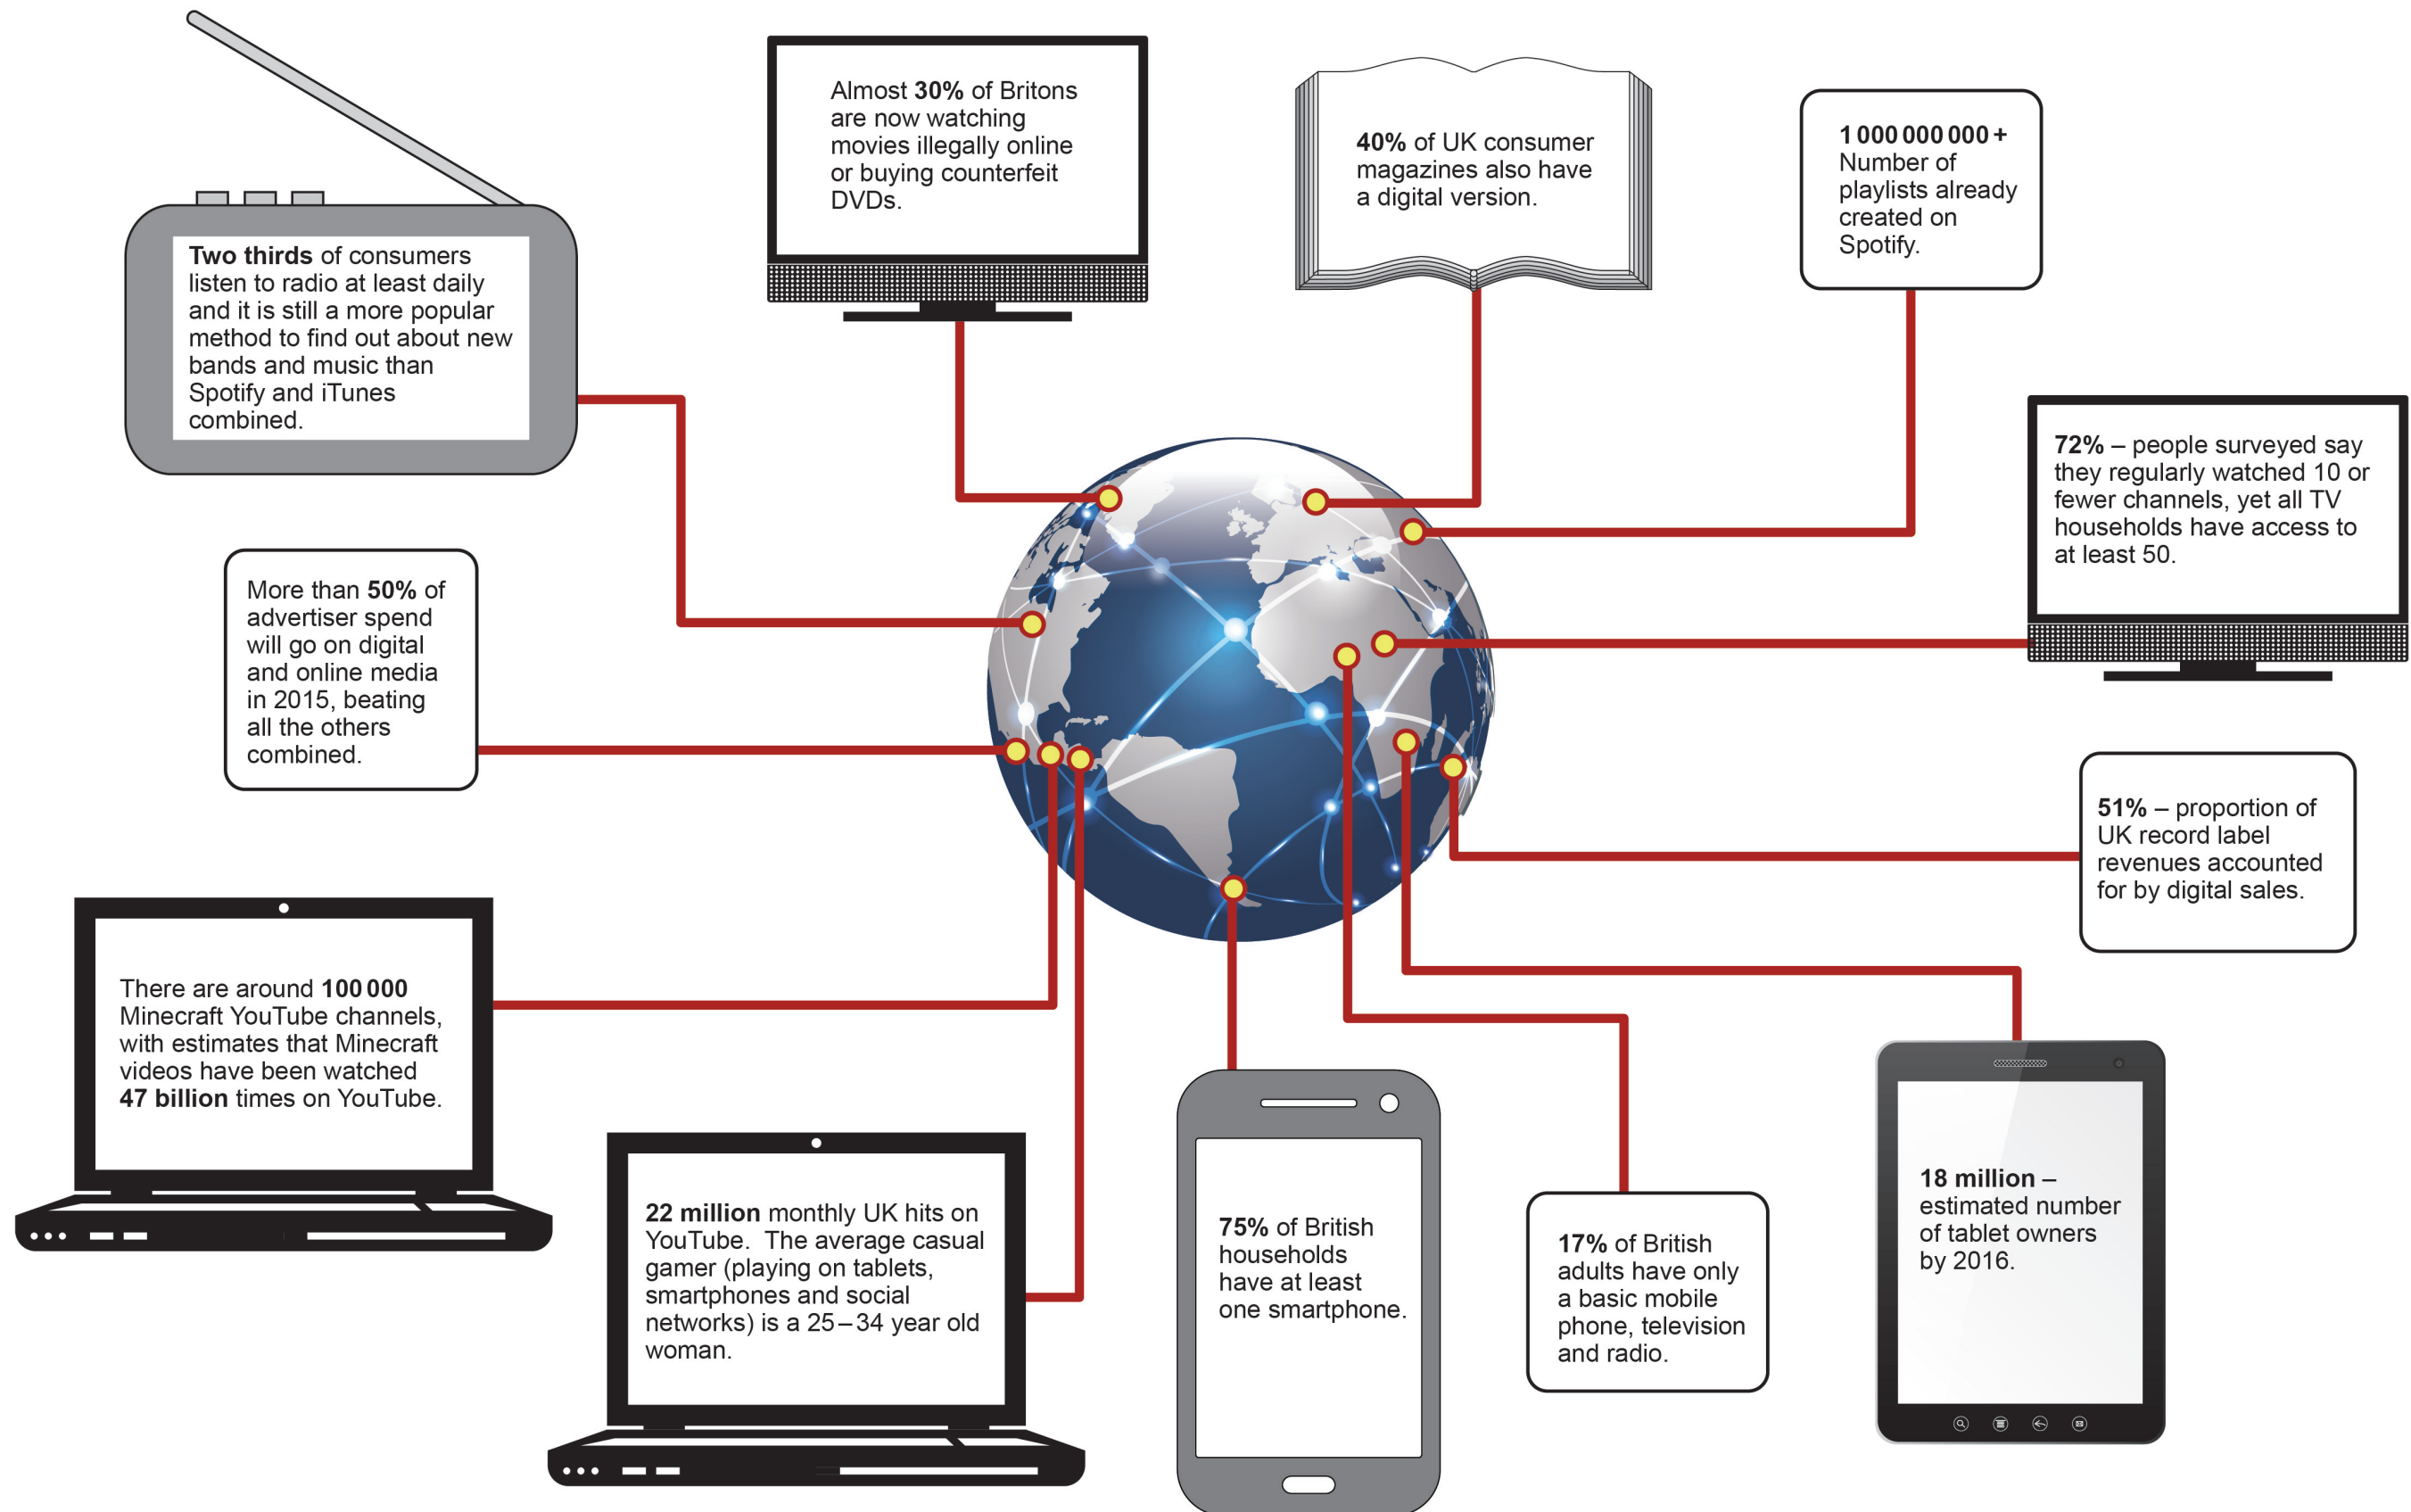 Almost 30% of Britons
are now watching
movies illegally online
or buying counterfeit
DVDs.
40% of UK consumer
magazines also have
a digital version.
1 000 000 000 +
Number of
playlists already
created on
Spotify.
Two thirds of consumers
listen to radio at least daily
and it is still a more popular
method to find out about new
bands and music than
Spotify and iTunes
combined.
72% – people surveyed say
they regularly watched 10 or
fewer channels, yet all TV
households have access to
at least 50.
More than 50% of
advertiser spend
will go on digital
and online media
in 2015, beating
all the others
combined.
51% – proportion of
UK record label
revenues accounted
for by digital sales.
There are around 100 000
Minecraft YouTube channels,
with estimates that Minecraft
videos have been watched
47 billion times on YouTube.
22 million monthly UK hits on
YouTube. The average casual
gamer (playing on tablets,
smartphones and social
networks) is a 25 – 34 year old
woman.
75% of British
households
have at least
one smartphone.
17% of British
adults have only
a basic mobile
phone, television
and radio.
18 million –
estimated number
of tablet owners
by 2016.